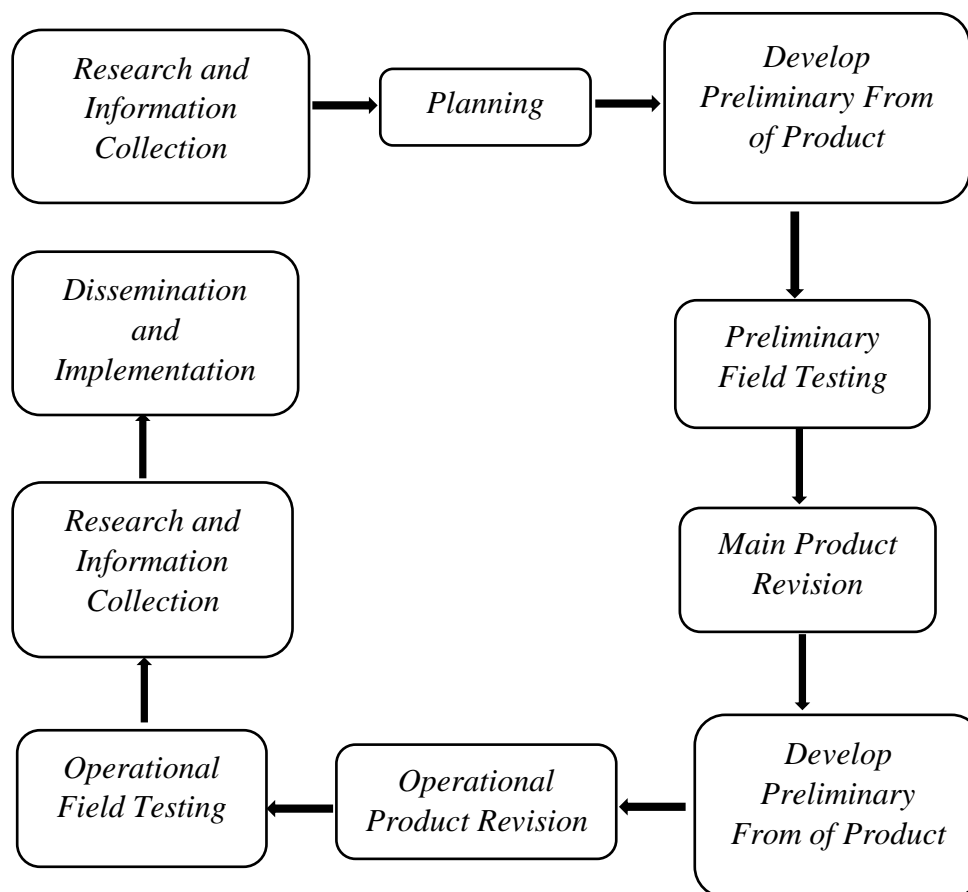 Research and
Information
Collection
Planning
Develop
Preliminary From
of Product
Preliminary
Field Testing
Main Product
Revision
Develop
Preliminary
From of Product
Operational
Product Revision
Operational
Field Testing
Research and
Information
Collection
Dissemination
and
Implementation